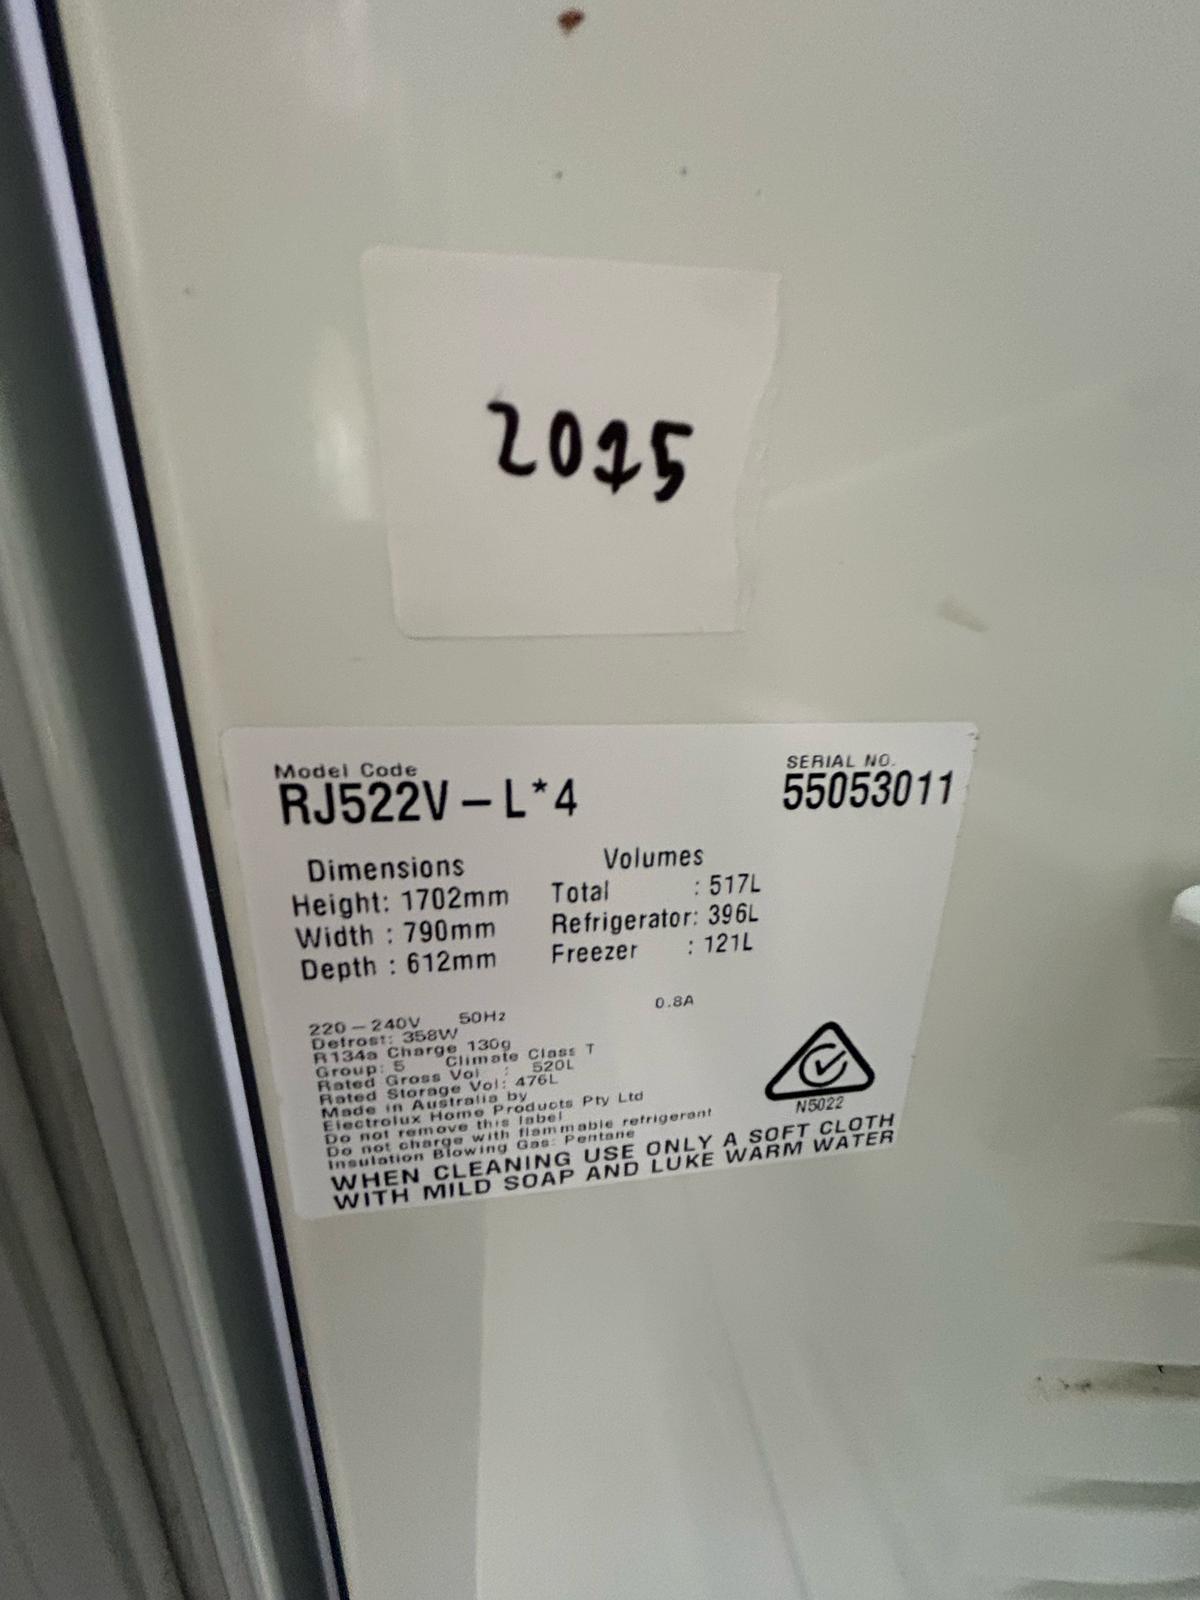 2015
Model Code
RJ522V-L*4
SERIAL NO.
55053011
Dimensions
Height: 1702mm
Width : 790mm
Depth : 612mm
Volumes
Total : 517L
Refrigerator: 396L
Freezer : 121L
0.8A
220-240V 50Hz
Defrost: 358W
R134a Charge 130g
Group: 5 Climate Class T
Rated Gross Vol : 520L
Rated Storage Vol: 476L
Made in Australia by
Electrolux Home Products Pty Ltd
Do not remove this label
Do not charge with flammable refrigerant
Insulation Blowing Gas: Pentane
WHEN CLEANING USE ONLY A SOFT CLOTH
WITH MILD SOAP AND LUKE WARM WATER
N5022